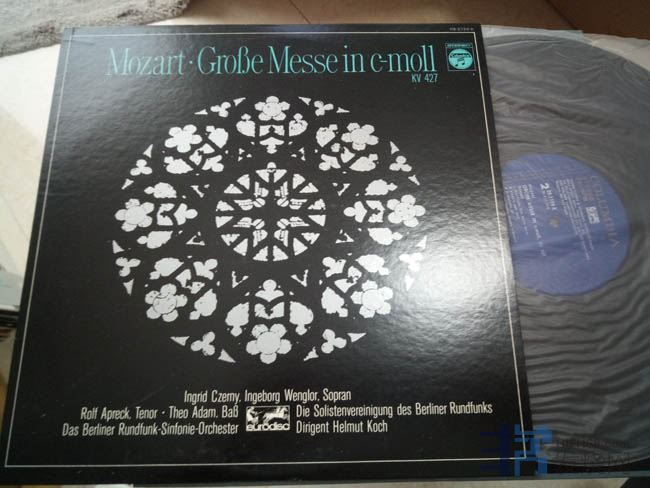 Mozart · Große Messe in c-moll
KV 427
Ingrid Czerny, Ingeborg Wenglor, Sopran
Rolf Apreck, Tenor · Theo Adam, Baß
Die Solistenvereinigung des Berliner Rundfunks
Das Berliner Rundfunk-Sinfonie-Orchester
eurodisc
Dirigent Helmut Koch
COLUMBIA
2